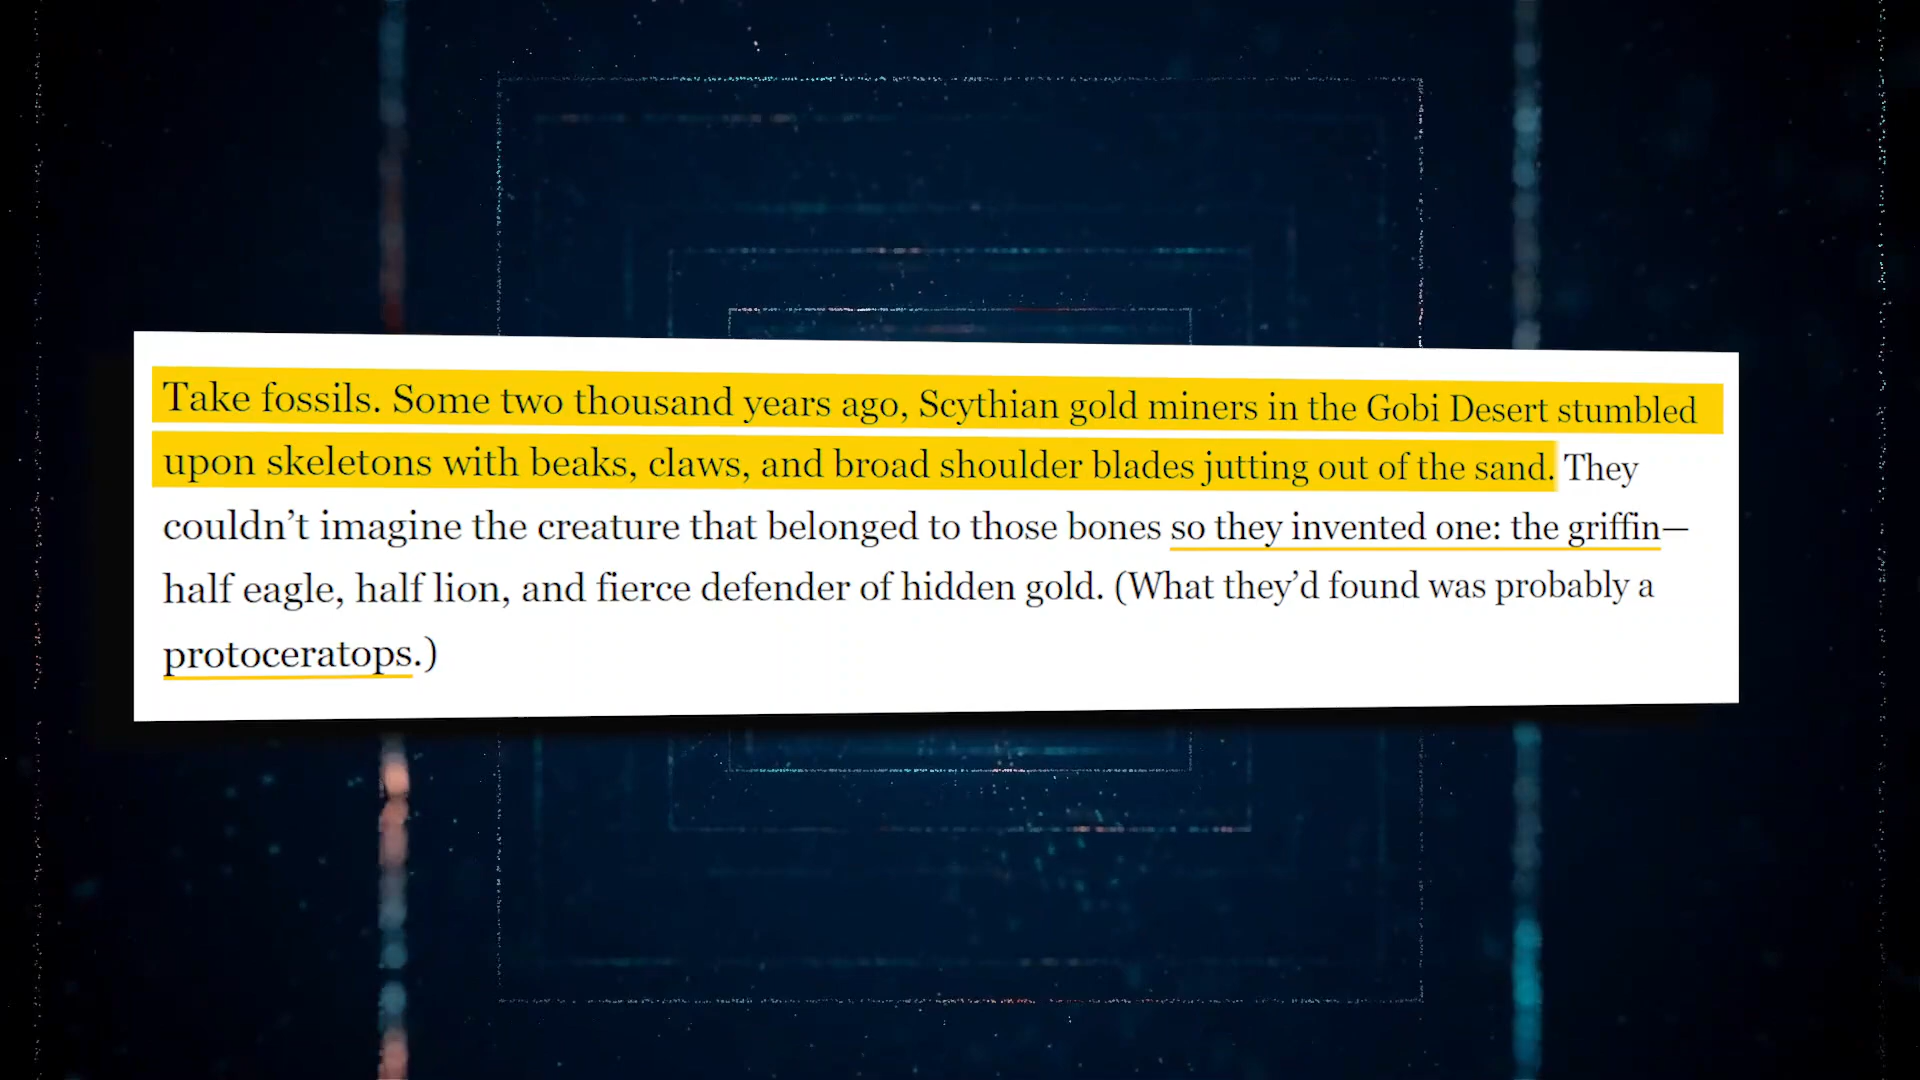 Take fossils. Some two thousand years ago, Scythian gold miners in the Gobi Desert stumbled
upon skeletons with beaks, claws, and broad shoulder blades jutting out of the sand. They
couldn’t imagine the creature that belonged to those bones so they invented one: the griffin—
half eagle, half lion, and fierce defender of hidden gold. (What they’d found was probably a
protoceratops.)